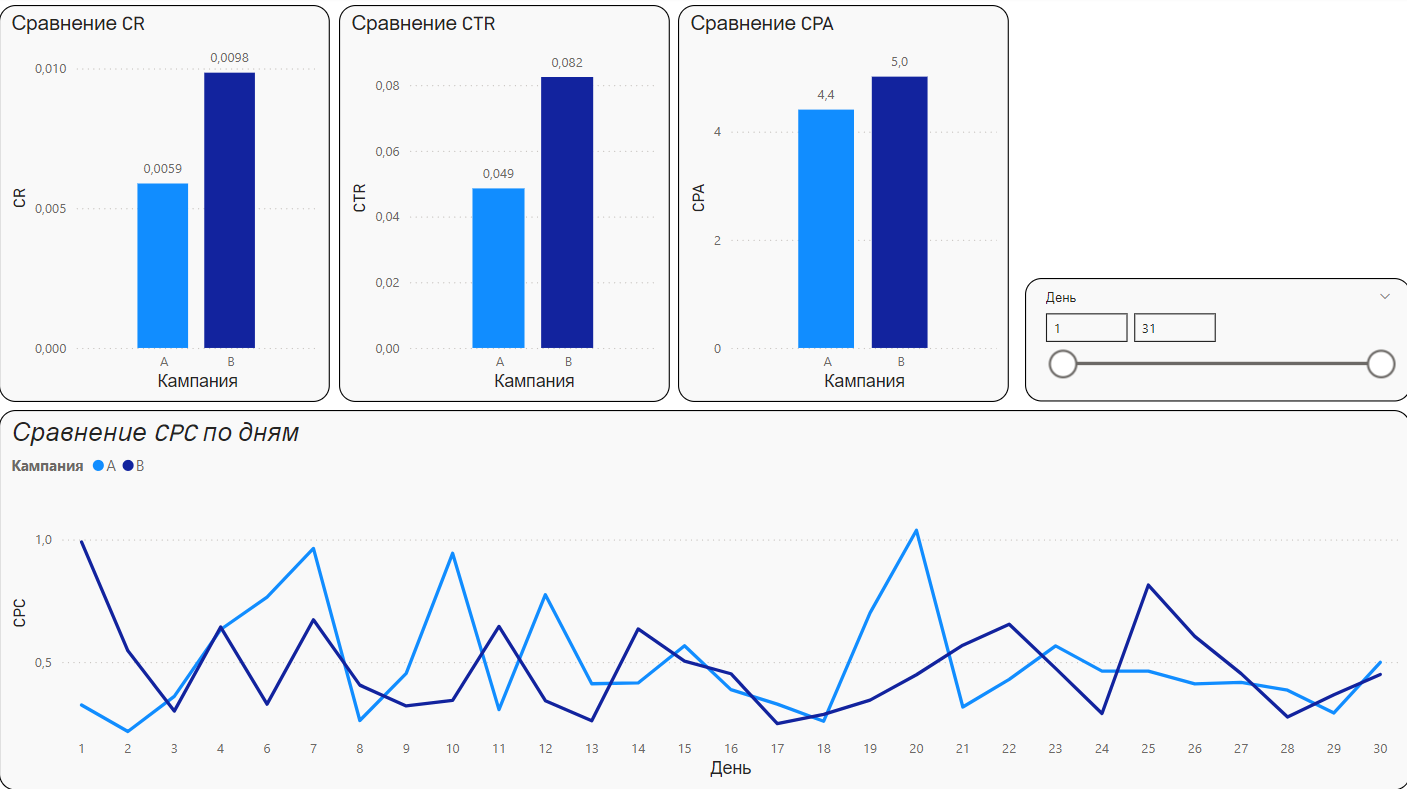 Сравнение CR
0,0098
0,010
0,0059
CR
0,005
0,000
A
B
Кампания
Сравнение CTR
0,082
0,08
0,06
0,049
CTR
0,04
0,02
0,00
A
B
Кампания
Сравнение CPA
5,0
4,4
4
CPA
2
0
A
B
Кампания
День
1
31
Сравнение CPC по дням
Кампания A B
1,0
CPC
0,5
1 2 3 4 6 7 8 9 10 11 12 13 14 15 16 17 18 19 20 21 22 23 24 25 26 27 28 29 30
День